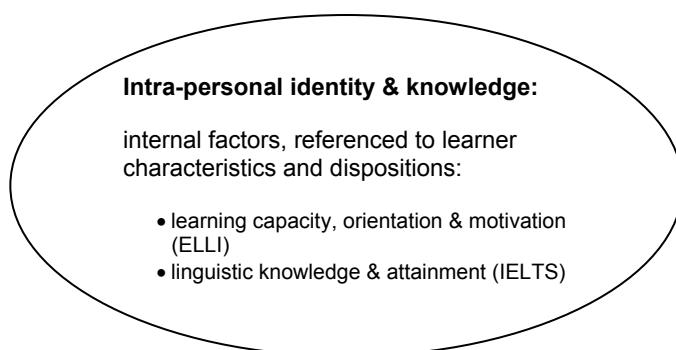 Intra-personal identity & knowledge:
internal factors, referenced to learner
characteristics and dispositions:
• learning capacity, orientation & motivation
(ELLI)
• linguistic knowledge & attainment (IELTS)